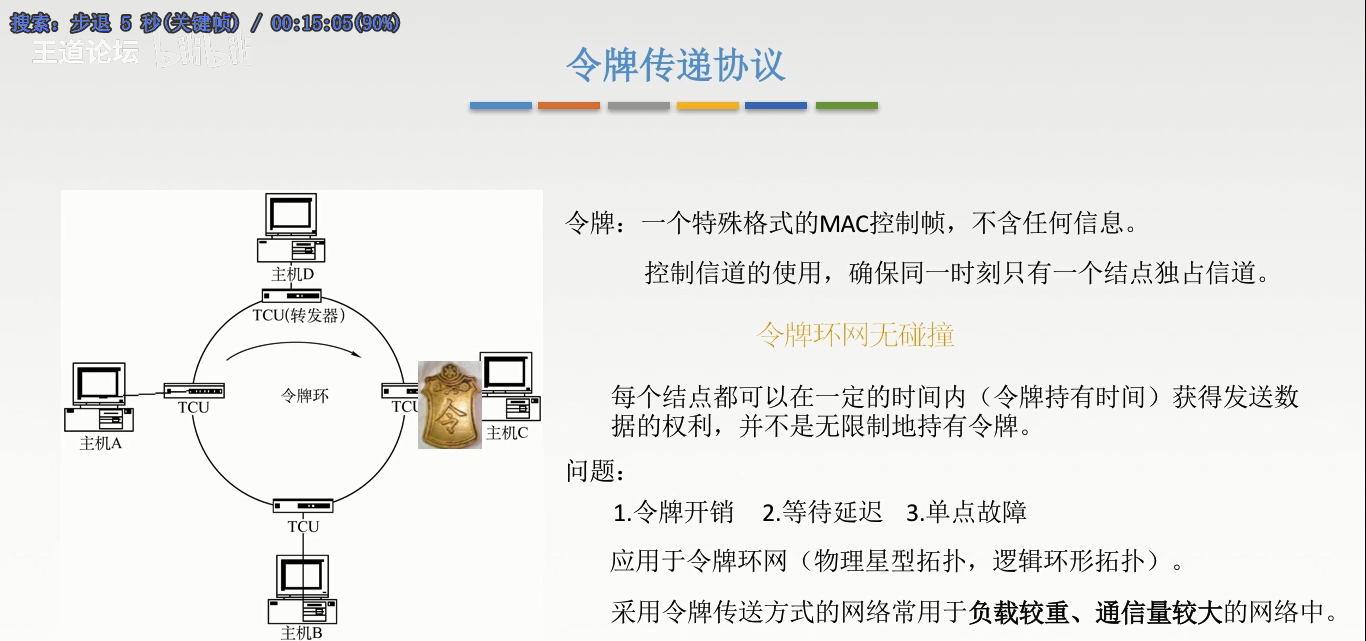 搜索: 步退 5 秒(关键帧) / 00:15:05(90%)
王道论坛 bilibili
令牌传递协议
令牌：一个特殊格式的MAC控制帧，不含任何信息。
控制信道的使用，确保同一时刻只有一个结点独占信道。
令牌环网无碰撞
每个结点都可以在一定的时间内（令牌持有时间）获得发送数
据的权利，并不是无限制地持有令牌。
问题：
1.令牌开销 2.等待延迟 3.单点故障
应用于令牌环网（物理星型拓扑，逻辑环形拓扑）。
采用令牌传送方式的网络常用于负载较重、通信量较大的网络中。
主机D
TCU(转发器)
令牌环
TCU
主机A
TCU
令
主机C
TCU
主机B